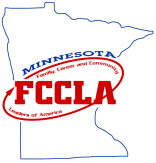 MINNESOTA
Family, Career and Community
FCCLA
Leaders of America